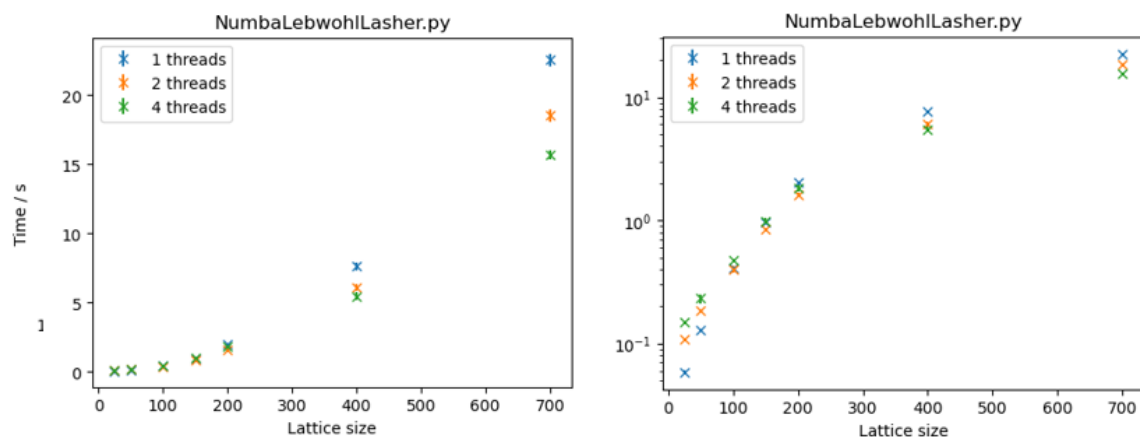 NumbaLebwohlLasher.py
1 threads
2 threads
4 threads
Time / s
20
15
10
5
0
1
0 100 200 300 400 500 600 700
Lattice size
NumbaLebwohlLasher.py
1 threads
2 threads
4 threads
10¹
10⁰
10⁻¹
0 100 200 300 400 500 600 700
Lattice size